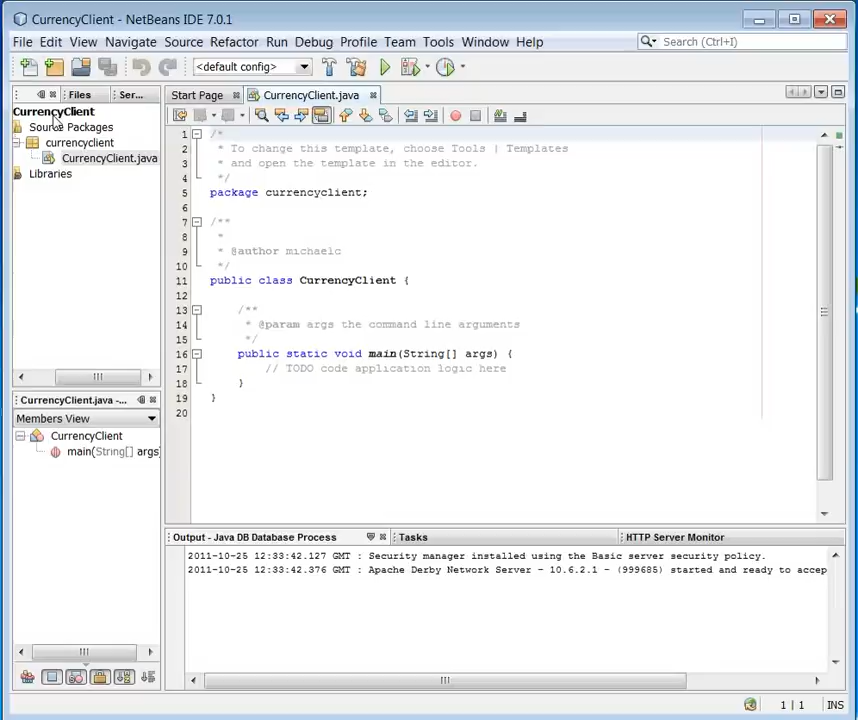 CurrencyClient - NetBeans IDE 7.0.1
File Edit View Navigate Source Refactor Run Debug Profile Team Tools Window Help
Search (Ctrl+I)
<default config>
Files Ser...
Start Page CurrencyClient.java
CurrencyClient
Source Packages
currencyclient
CurrencyClient.java
Libraries
1 /*
2 * To change this template, choose Tools | Templates
3 * and open the template in the editor.
4 */
5 package currencyclient;
6
7 /**
8 *
9 * @author michaelc
10 */
11 public class CurrencyClient {
12
13 /**
14 * @param args the command line arguments
15 */
16 public static void main(String[] args) {
17 // TODO code application logic here
18 }
19 }
20
CurrencyClient.java -...
Members View
CurrencyClient
main(String[] args)
Output - Java DB Database Process Tasks HTTP Server Monitor
2011-10-25 12:33:42.127 GMT : Security manager installed using the Basic server security policy.
2011-10-25 12:33:42.376 GMT : Apache Derby Network Server - 10.6.2.1 - (999685) started and ready to accep
1 | 1 INS